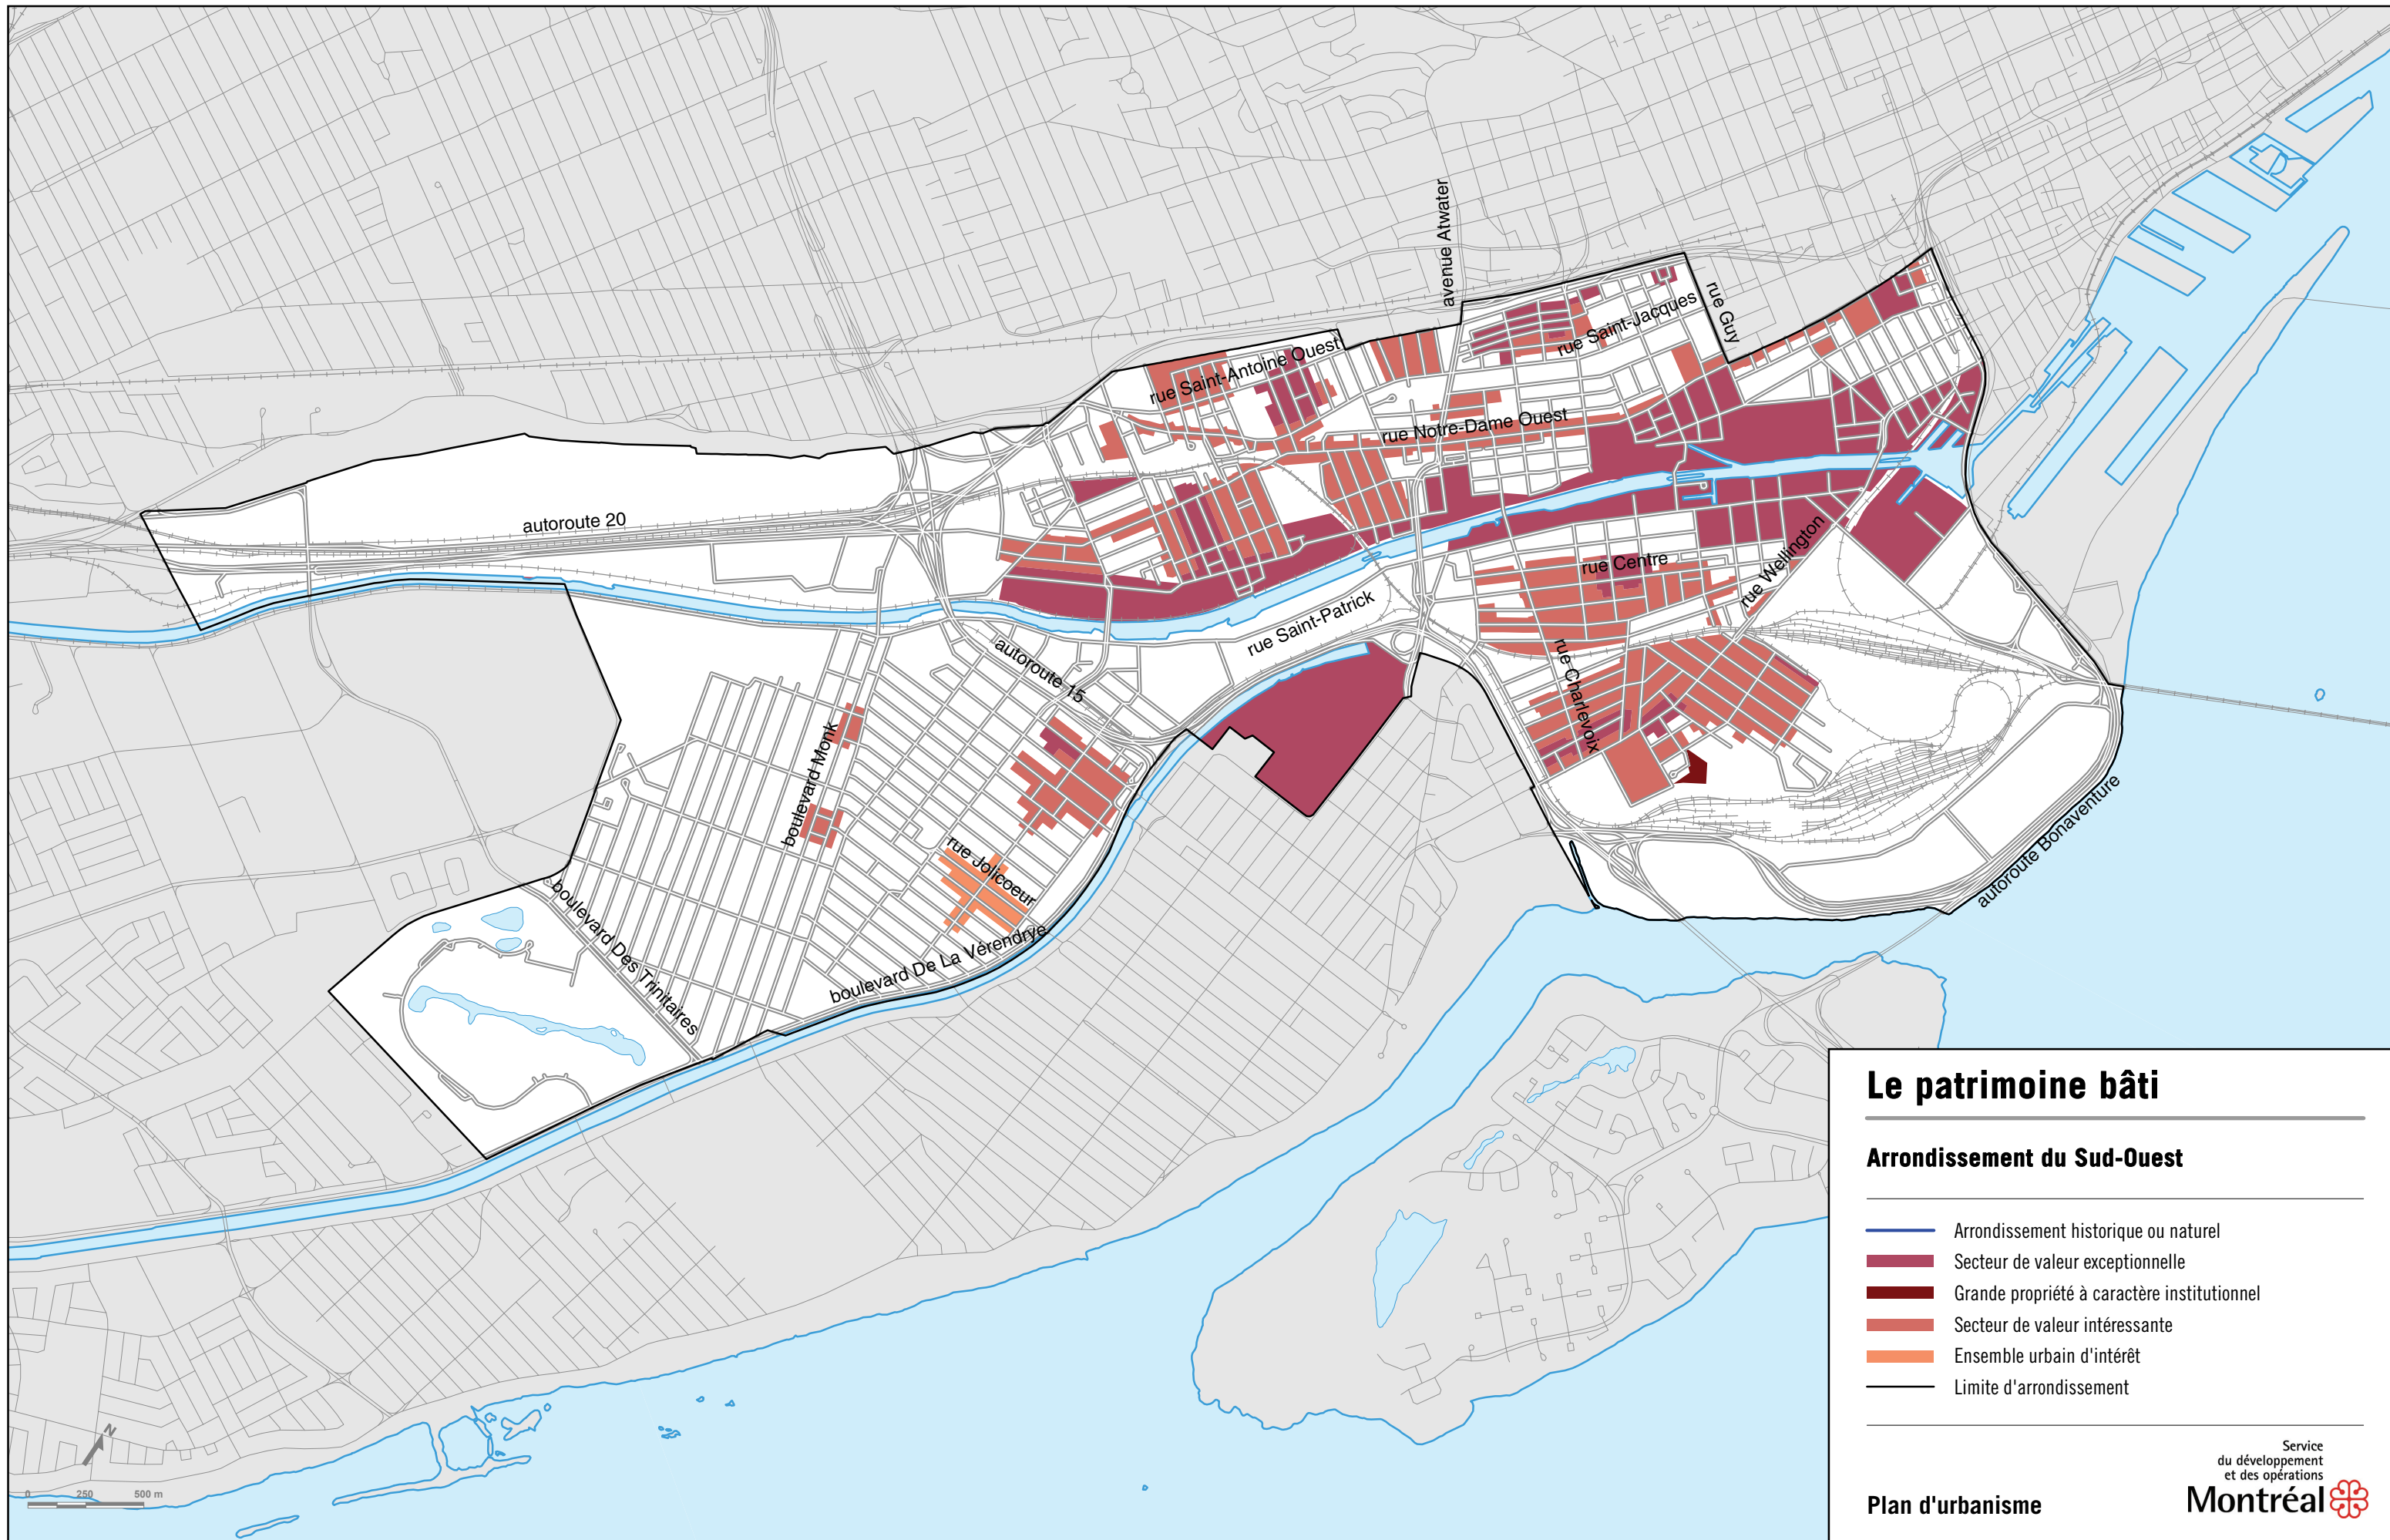 avenue Atwater
rue Guy
rue Saint-Jacques
rue Saint-Antoine Ouest
rue Notre-Dame Ouest
autoroute 20
rue Centre
rue Wellington
rue Saint-Patrick
autoroute 15
rue Charlevoix
boulevard Monk
rue Jolicoeur
autoroute Bonaventure
boulevard Des Trinitaires
boulevard De La Vérendrye
Le patrimoine bâti
Arrondissement du Sud-Ouest
Arrondissement historique ou naturel
Secteur de valeur exceptionnelle
Grande propriété à caractère institutionnel
Secteur de valeur intéressante
Ensemble urbain d'intérêt
Limite d'arrondissement
N
0 250 500 m
Service
du développement
et des opérations
Montréal
Plan d'urbanisme